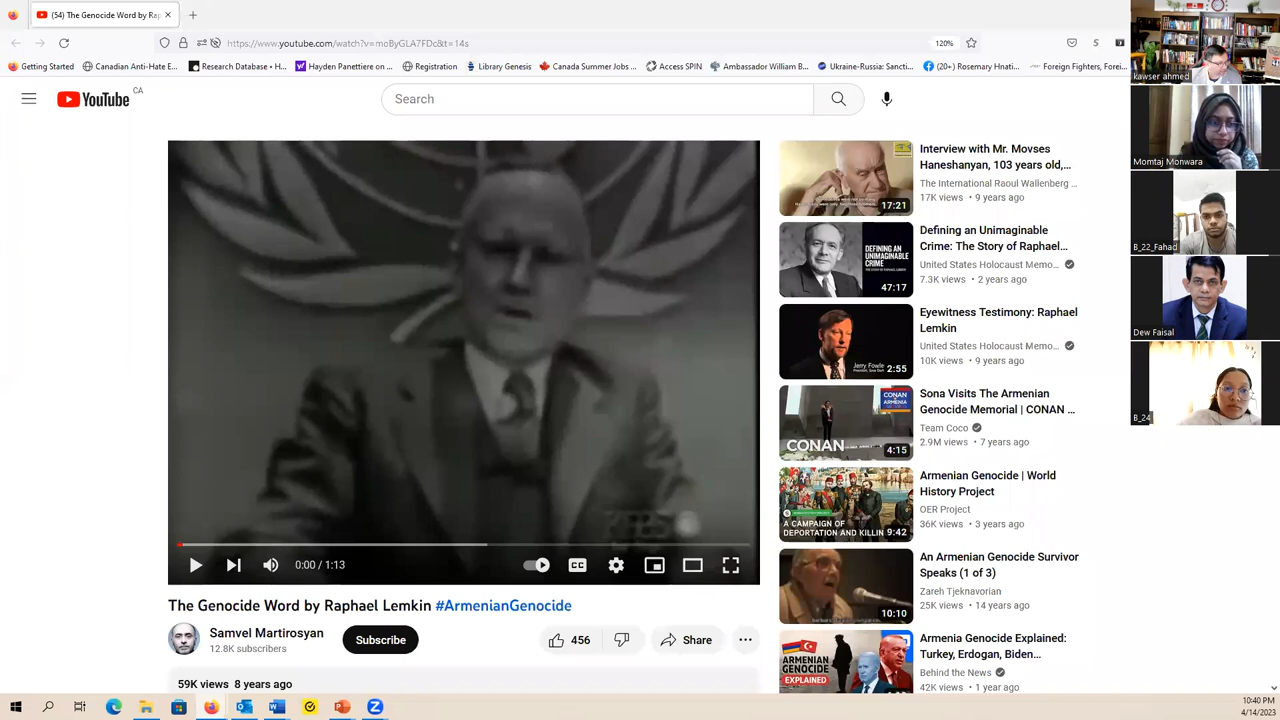 (54) The Genocide Word by Rap
http://www.youtube.com/watch?v=moByGLA7FDc&t=14s
120%
Getting Started
Canadian Anti-Hate E...
Research Database • H...
Hayden Panettiere on ...
Registration
Genesis
Canada Summer Jobs ...
Access SPIN
Ambassador William B...
Ukraine-Russia: Sancti...
(20+) Rosemary Hnati...
Foreign Fighters, Forei...
YouTube CA
Search
Interview with Mr. Movses
Haneshanyan, 103 years old,...
The International Raoul Wallenberg ...
17K views • 9 years ago
17:21
DEFINING AN
UNIMAGINABLE
CRIME:
THE STORY OF RAPHAEL LEMKIN
47:17
Defining an Unimaginable
Crime: The Story of Raphael...
United States Holocaust Memo...
7.3K views • 2 years ago
Jerry Fowler
2:55
Eyewitness Testimony: Raphael
Lemkin
United States Holocaust Memo...
10K views • 9 years ago
CONAN
ARMENIA
CONAN
4:15
Sona Visits The Armenian
Genocide Memorial | CONAN ...
Team Coco
2.9M views • 7 years ago
A CAMPAIGN OF
DEPORTATION AND KILLIN
9:42
Armenian Genocide | World
History Project
OER Project
36K views • 3 years ago
10:10
An Armenian Genocide Survivor
Speaks (1 of 3)
Zareh Tjeknavorian
25K views • 14 years ago
ARMENIAN
GENOCIDE
EXPLAINED
Armenia Genocide Explained:
Turkey, Erdogan, Biden...
Behind the News
42K views • 1 year ago
0:00 / 1:13
CC
The Genocide Word by Raphael Lemkin #ArmenianGenocide
Samvel Martirosyan
12.8K subscribers
Subscribe
456
Share
59K views 8 years ago
kawser ahmed
Momtaj Monwara
B_22_Fahad
Dew Faisal
B_24
10:40 PM
4/14/2023